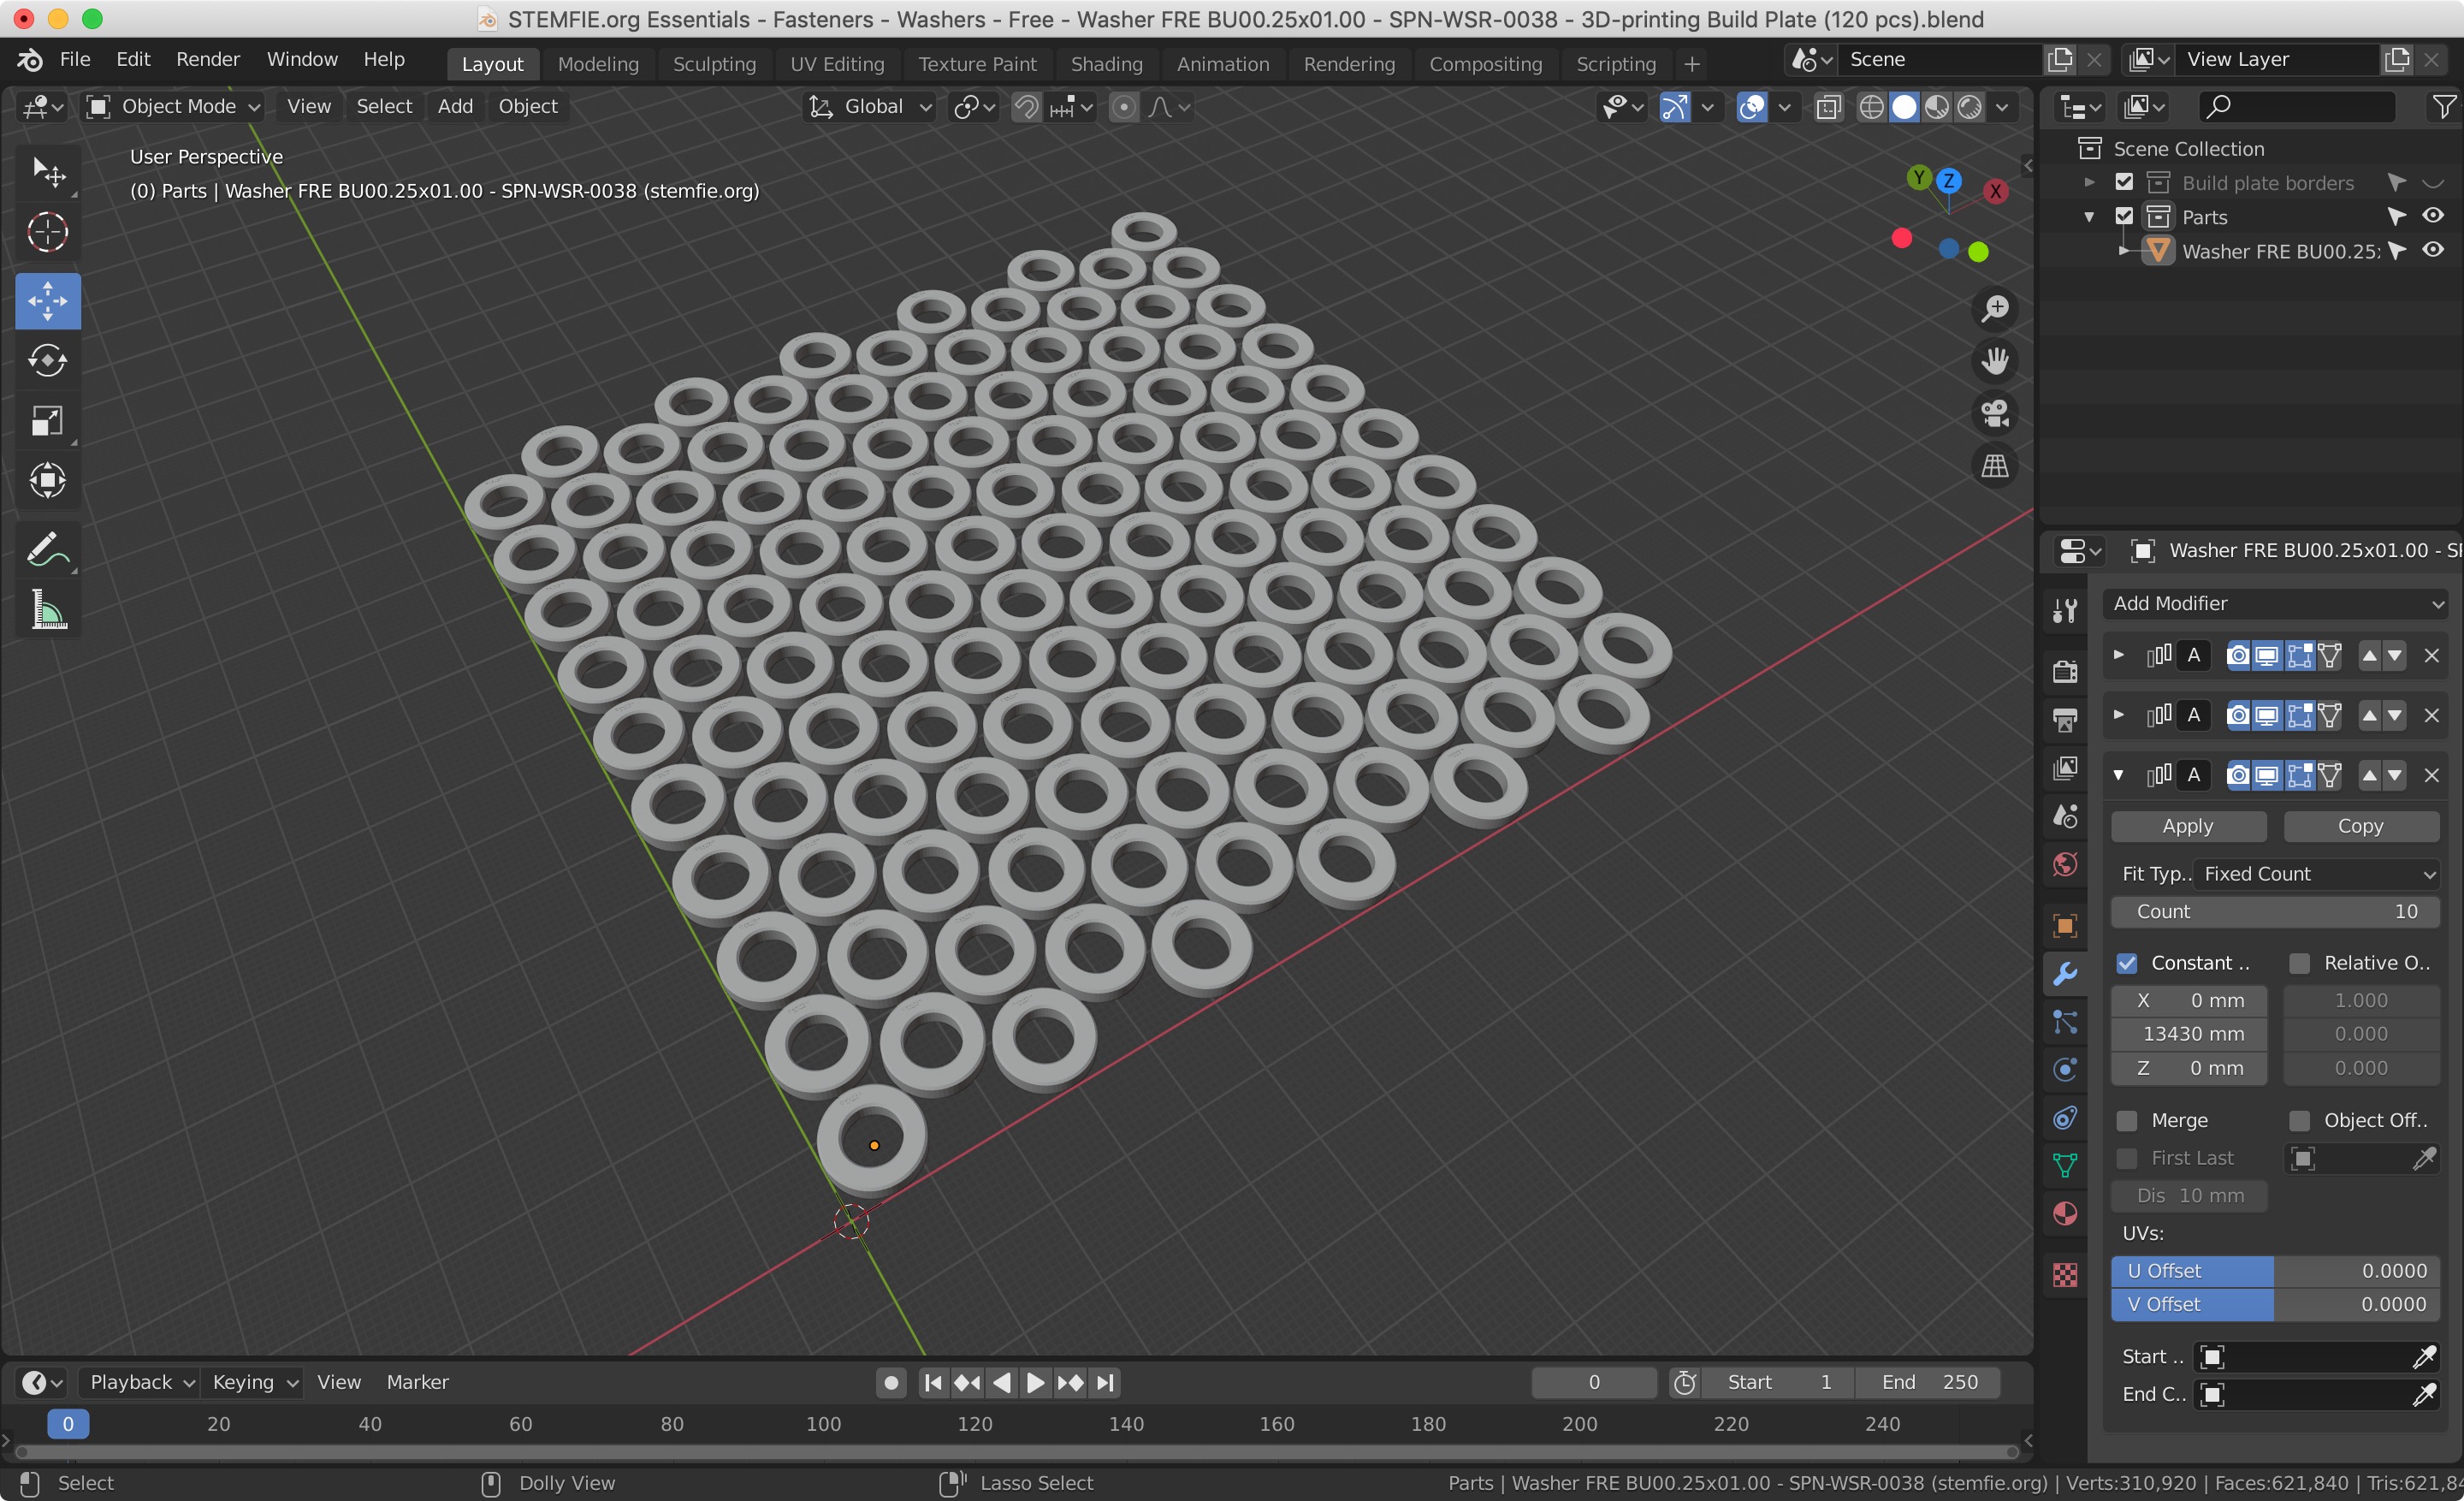 STEMFIE.org Essentials - Fasteners - Washers - Free - Washer FRE BU00.25x01.00 - SPN-WSR-0038 - 3D-printing Build Plate (120 pcs).blend
File Edit Render Window Help Layout Modeling Sculpting UV Editing Texture Paint Shading Animation Rendering Compositing Scripting + Scene View Layer
Object Mode View Select Add Object Global
User Perspective
(0) Parts | Washer FRE BU00.25x01.00 - SPN-WSR-0038 (stemfie.org)
Y Z X
Scene Collection
Build plate borders
Parts
Washer FRE BU00.25
Washer FRE BU00.25x01.00 - S
Add Modifier
A
A
A
Apply Copy
Fit Typ.. Fixed Count
Count 10
Constant .. Relative O..
X 0 mm 1.000
13430 mm 0.000
Z 0 mm 0.000
Merge Object Off..
First Last
Dis 10 mm
UVs:
U Offset 0.0000
V Offset 0.0000
Start ..
End C..
Playback Keying View Marker 0 Start 1 End 250
0 20 40 60 80 100 120 140 160 180 200 220 240
Select Dolly View Lasso Select Parts | Washer FRE BU00.25x01.00 - SPN-WSR-0038 (stemfie.org) | Verts:310,920 | Faces:621,840 | Tris:621,8